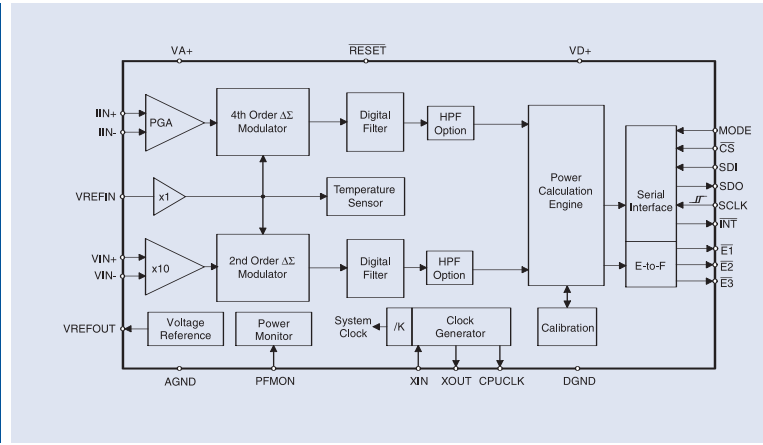 VA+
RESET
VD+
IIN+
IIN-
PGA
4th Order ΔΣ
Modulator
Digital
Filter
HPF
Option
VREFIN
x1
Temperature
Sensor
Power
Calculation
Engine
Serial
Interface
MODE
CS
SDI
SDO
SCLK
INT
VIN+
VIN-
x10
2nd Order ΔΣ
Modulator
Digital
Filter
HPF
Option
E-to-F
E1
E2
E3
VREFOUT
Voltage
Reference
Power
Monitor
System
Clock
/K
Clock
Generator
Calibration
AGND
PFMON
XIN
XOUT
CPUCLK
DGND